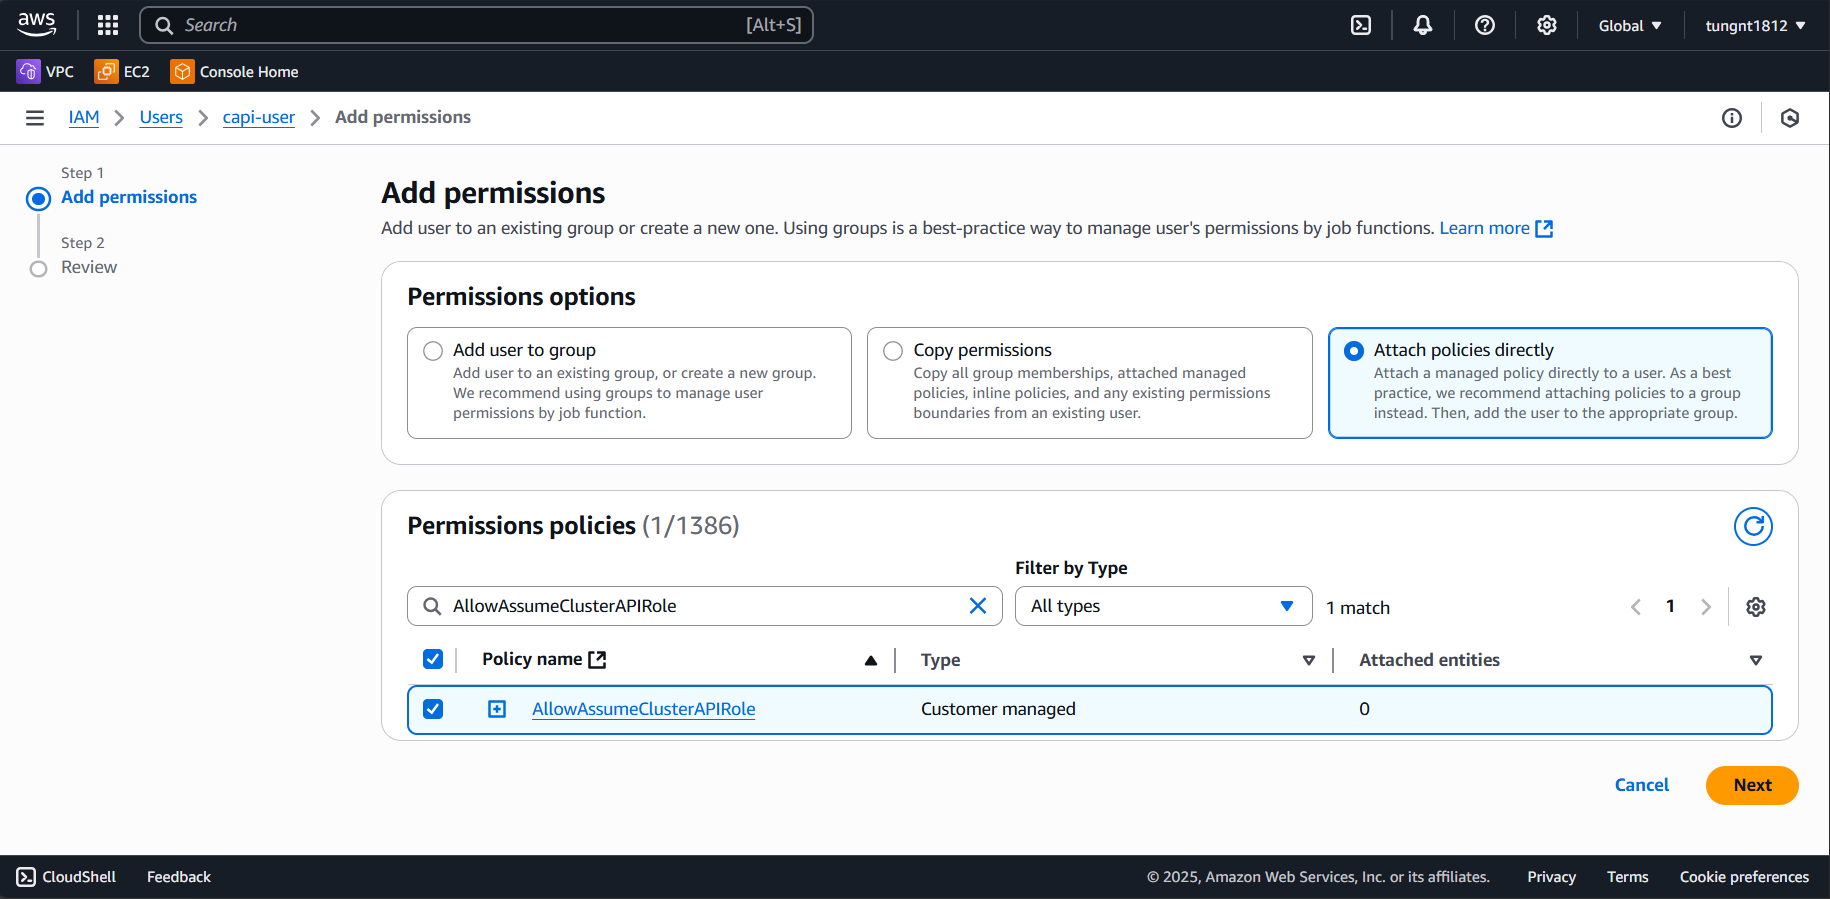 aws
Search [Alt+S]
Global
tungnt1812
VPC
EC2
Console Home
IAM
Users
capi-user
Add permissions
Step 1
Add permissions
Step 2
Review
Add permissions
Add user to an existing group or create a new one. Using groups is a best-practice way to manage user's permissions by job functions. Learn more
Permissions options
Add user to group
Add user to an existing group, or create a new group.
We recommend using groups to manage user
permissions by job function.
Copy permissions
Copy all group memberships, attached managed
policies, inline policies, and any existing permissions
boundaries from an existing user.
Attach policies directly
Attach a managed policy directly to a user. As a best
practice, we recommend attaching policies to a group
instead. Then, add the user to the appropriate group.
Permissions policies (1/1386)
Filter by Type
AllowAssumeClusterAPIRole
All types
1 match
1
Policy name
Type
Attached entities
AllowAssumeClusterAPIRole
Customer managed
0
Cancel
Next
CloudShell
Feedback
© 2025, Amazon Web Services, Inc. or its affiliates.
Privacy
Terms
Cookie preferences